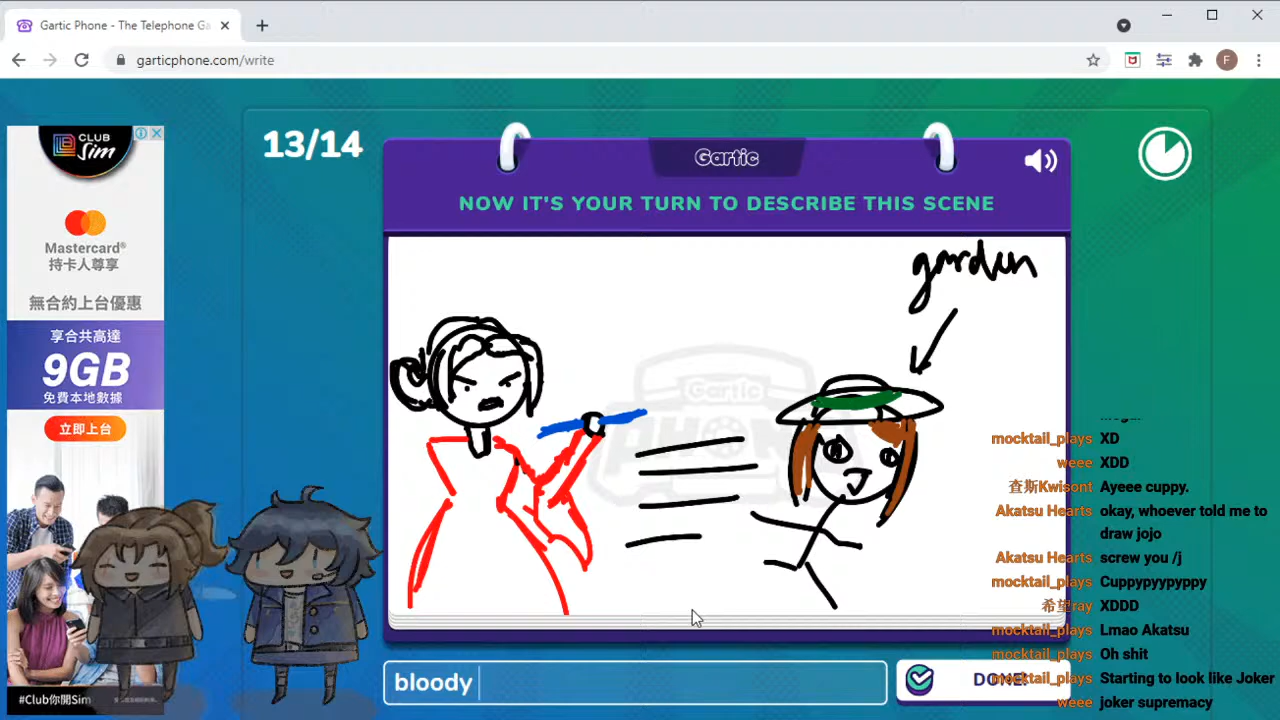 Gartic Phone - The Telephone Ga
garticphone.com/write
F
CLUB
Sim
Mastercard®
持卡人尊享
無合約上台優惠
享合共高達
9GB
免費本地數據
立即上台
#Club你開Sim
13/14
Gartic
NOW IT'S YOUR TURN TO DESCRIBE THIS SCENE
garden
Gartic
PHONE
bloody
DONE!
mocktail_plays XD
weee XDD
查斯Kwisont Ayeee cuppy.
Akatsu Hearts okay, whoever told me to
draw jojo
Akatsu Hearts screw you /j
mocktail_plays Cuppypyypyppy
希望ray XDDD
mocktail_plays Lmao Akatsu
mocktail_plays Oh shit
mocktail_plays Starting to look like Joker
weee joker supremacy